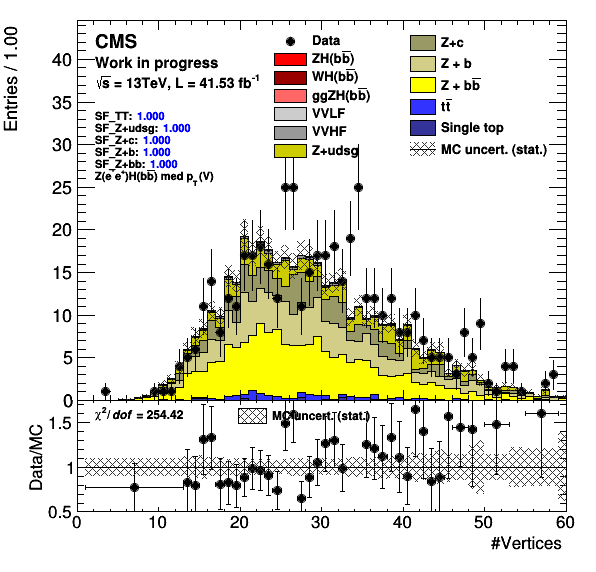 CMS
Work in progress
√s = 13TeV, L = 41.53 fb⁻¹
SF_TT: 1.000
SF_Z+udsg: 1.000
SF_Z+c: 1.000
SF_Z+b: 1.000
SF_Z+bb: 1.000
Z(e⁻e⁺)H(bb̅) med p_T(V)
Data
ZH(bb̅)
WH(bb̅)
ggZH(bb̅)
VVLF
VVHF
Z+udsg
Z+c
Z + b
Z + bb̅
tt̅
Single top
MC uncert. (stat.)
Entries / 1.00
40
35
30
25
20
15
10
5
0
χ²/dof = 254.42
MC uncert. (stat.)
Data/MC
1.5
1
0.5
0 10 20 30 40 50 60
#Vertices